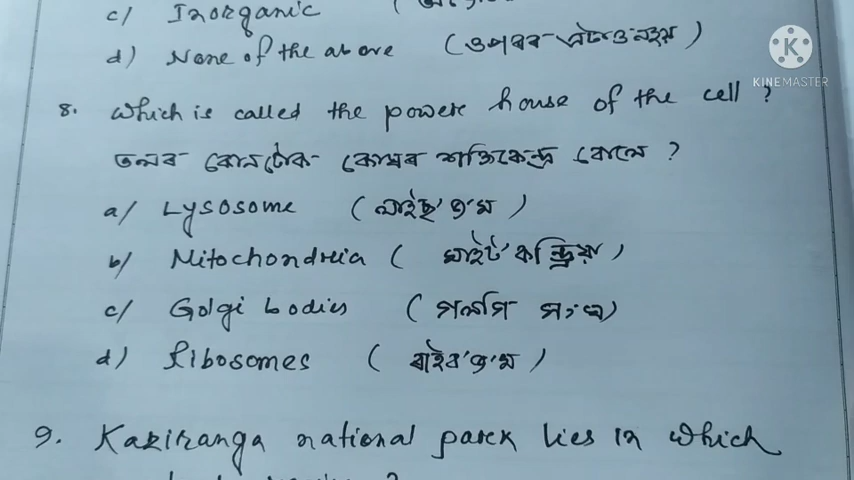 c/ Inorganic
d) None of the above (ওপৰৰ এটাও নহয়)
KINEMASTER
8. Which is called the power house of the cell ?
তলৰ কোনটোক কোষৰ শক্তিকেন্দ্ৰ বোলে ?
a/ Lysosome (লাইছ'জ'ম)
b/ Mitochondria (মাইট'কন্ড্ৰিয়া)
c/ Golgi bodies (গলগি)
d) Ribosomes (ৰাইব'জ'ম)
9. Kaziranga national park lies in which